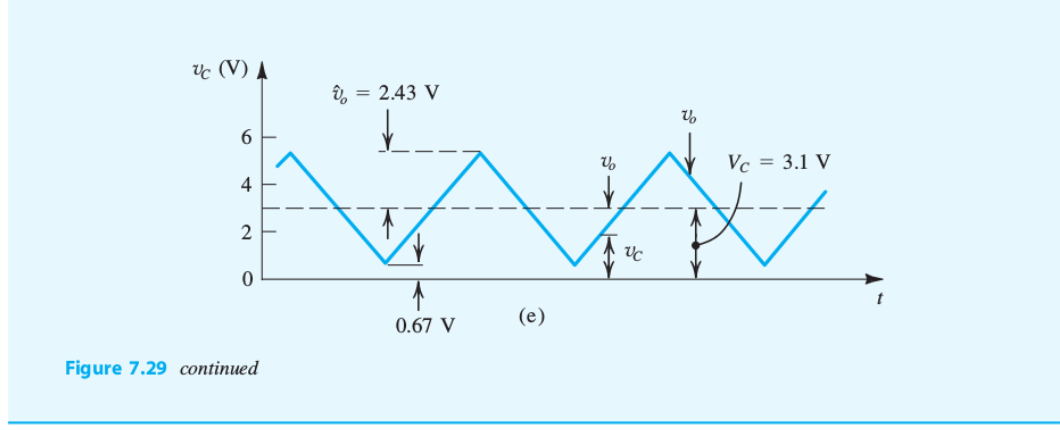 v_C (V)
v̂_o = 2.43 V
v_o
6
v_o
V_C = 3.1 V
4
2
v_C
0
t
0.67 V
(e)
Figure 7.29 continued